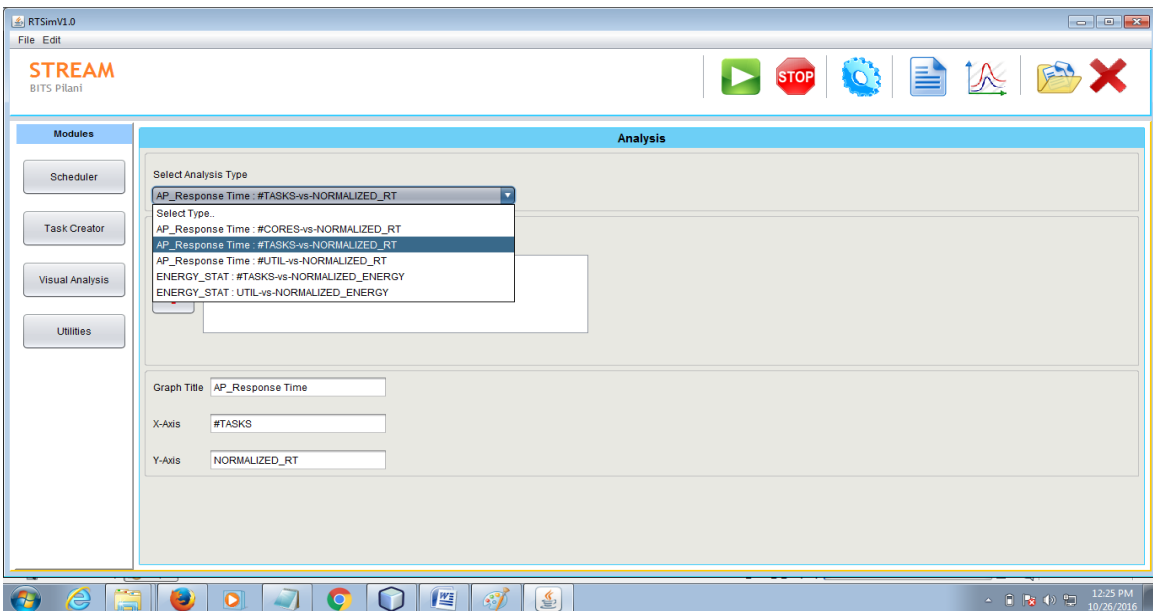 RTSimV1.0
File Edit
STREAM
BITS Pilani
STOP
Modules
Analysis
Scheduler
Task Creator
Visual Analysis
Utilities
Select Analysis Type
AP_Response Time : #TASKS-vs-NORMALIZED_RT
Select Type..
AP_Response Time : #CORES-vs-NORMALIZED_RT
AP_Response Time : #TASKS-vs-NORMALIZED_RT
AP_Response Time : #UTIL-vs-NORMALIZED_RT
ENERGY_STAT : #TASKS-vs-NORMALIZED_ENERGY
ENERGY_STAT : UTIL-vs-NORMALIZED_ENERGY
Graph Title AP_Response Time
X-Axis #TASKS
Y-Axis NORMALIZED_RT
12:25 PM
10/26/2016